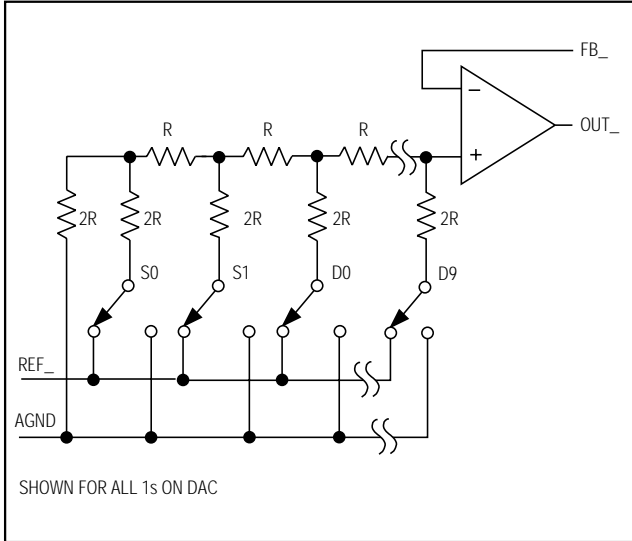 FB_
−
OUT_
+
R
R
R
2R
2R
2R
2R
2R
S0
S1
D0
D9
REF_
AGND
SHOWN FOR ALL 1s ON DAC